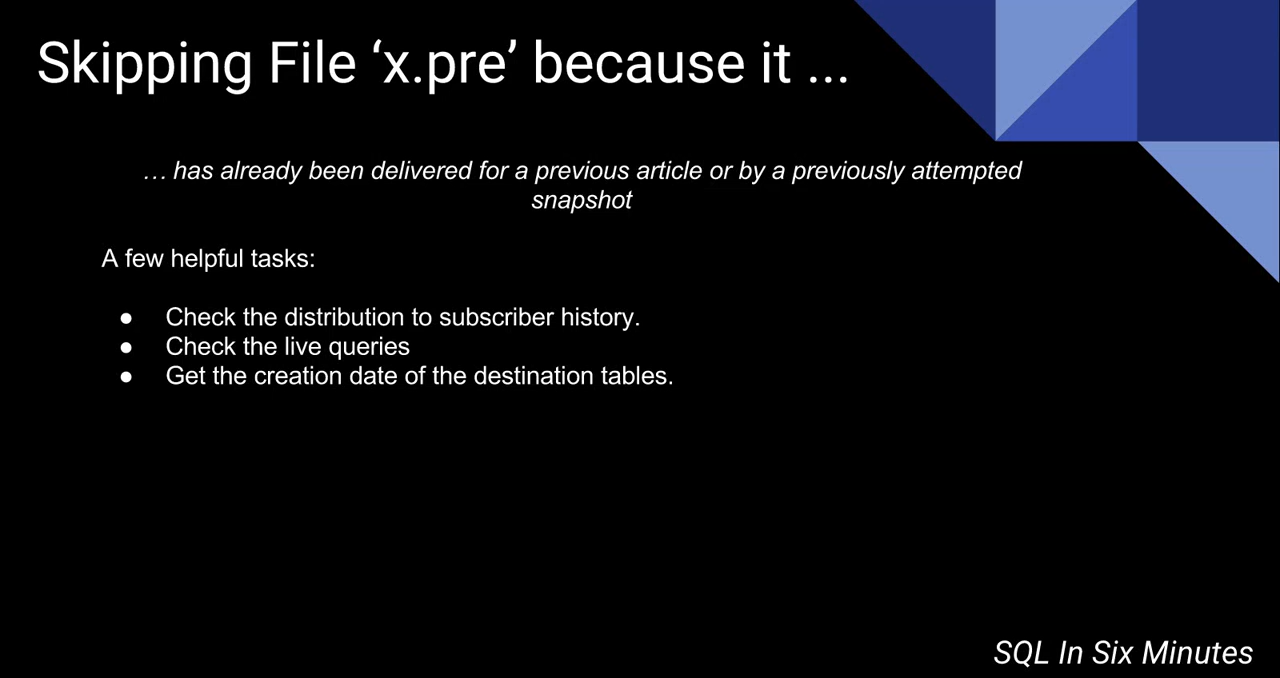 Skipping File ‘x.pre’ because it ...
… has already been delivered for a previous article or by a previously attempted
snapshot
A few helpful tasks:
● Check the distribution to subscriber history.
● Check the live queries
● Get the creation date of the destination tables.
SQL In Six Minutes